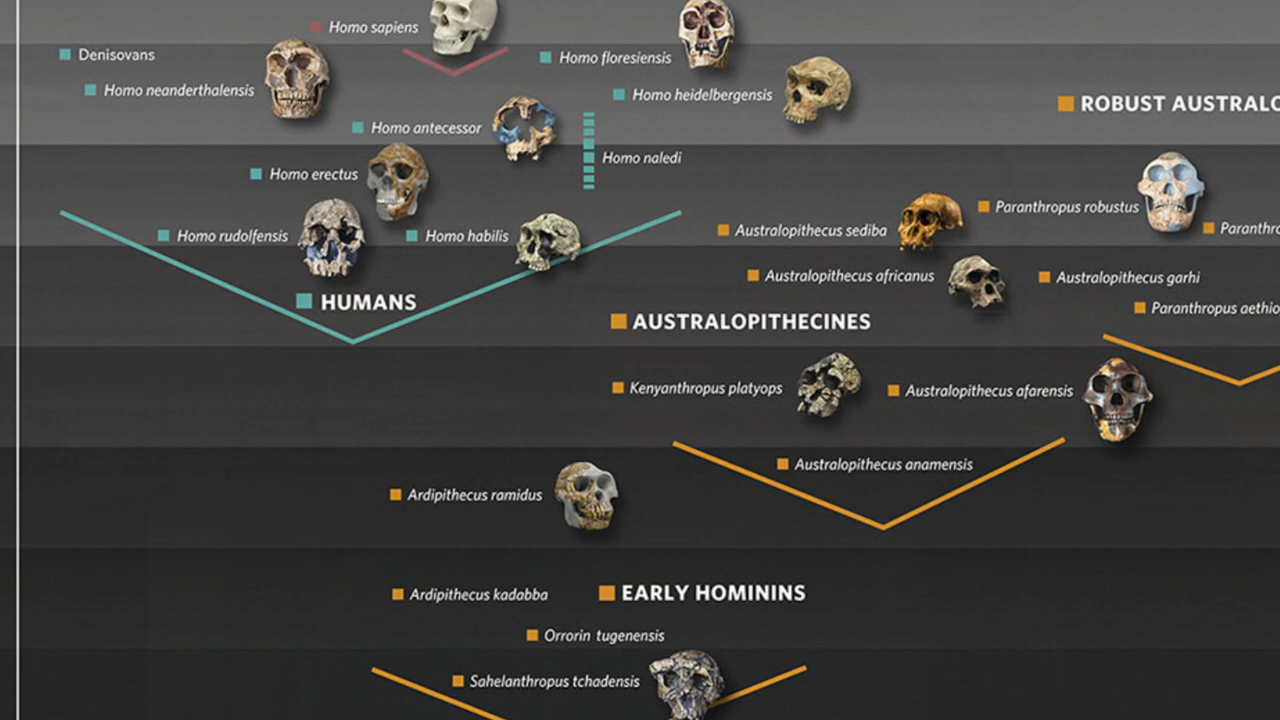 Homo sapiens
Denisovans
Homo floresiensis
Homo neanderthalensis
Homo heidelbergensis
ROBUST AUSTRALO
Homo antecessor
Homo naledi
Homo erectus
Paranthropus robustus
Homo rudolfensis
Homo habilis
Australopithecus sediba
Paranthro
Australopithecus africanus
Australopithecus garhi
HUMANS
Paranthropus aethio
AUSTRALOPITHECINES
Kenyanthropus platyops
Australopithecus afarensis
Australopithecus anamensis
Ardipithecus ramidus
Ardipithecus kadabba
EARLY HOMININS
Orrorin tugenensis
Sahelanthropus tchadensis